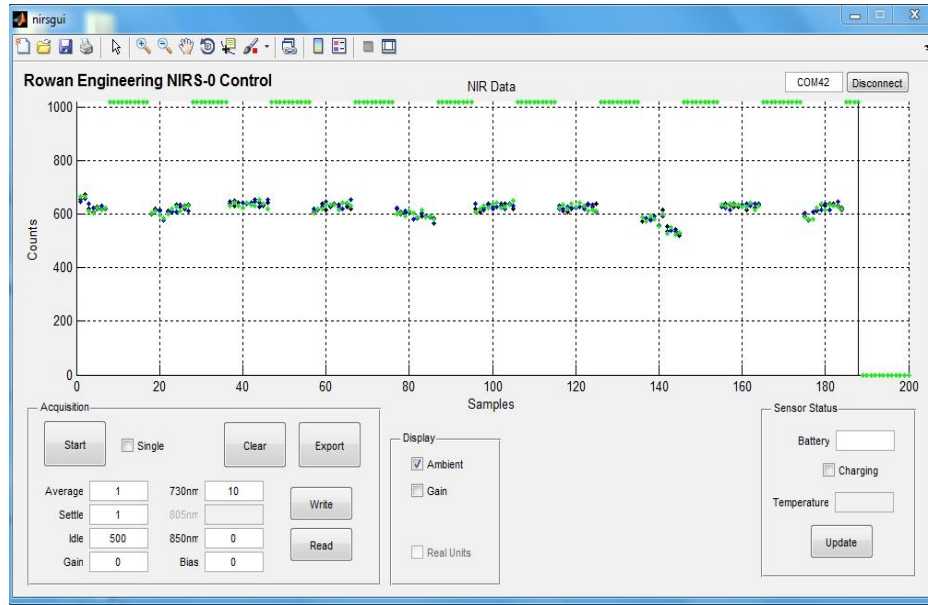 nirsgui
Rowan Engineering NIRS-0 Control
NIR Data
COM42 Disconnect
1000
800
600
400
200
0
Counts
0 20 40 60 80 100 120 140 160 180 200
Samples
Acquisition
Start Single Clear Export
Average 1 730nm 10
Settle 1 805nm
Idle 500 850nm 0
Gain 0 Bias 0
Write
Read
Display
Ambient
Gain
Real Units
Sensor Status
Battery
Charging
Temperature
Update